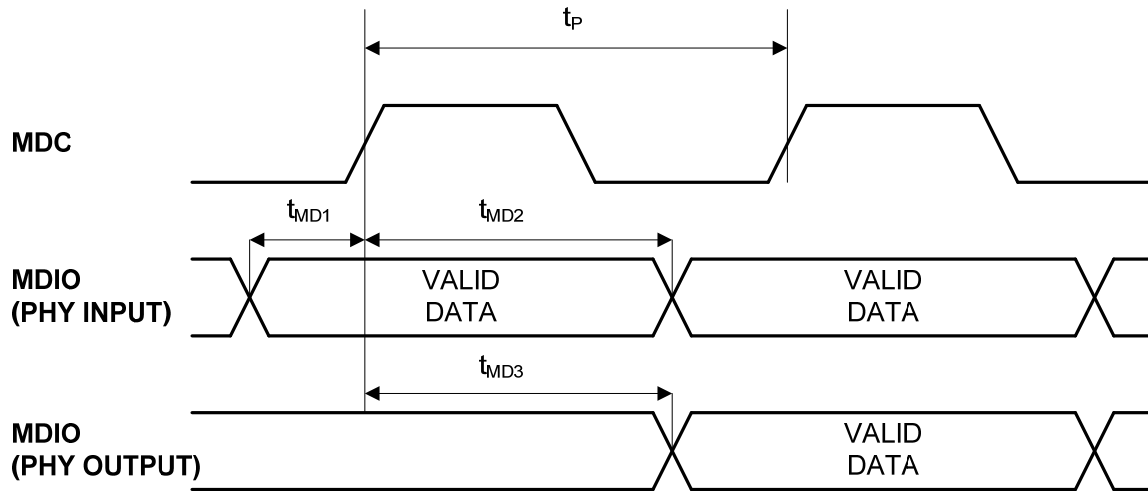 tP
MDC
tMD1
tMD2
MDIO
(PHY INPUT)
VALID
DATA
VALID
DATA
tMD3
MDIO
(PHY OUTPUT)
VALID
DATA